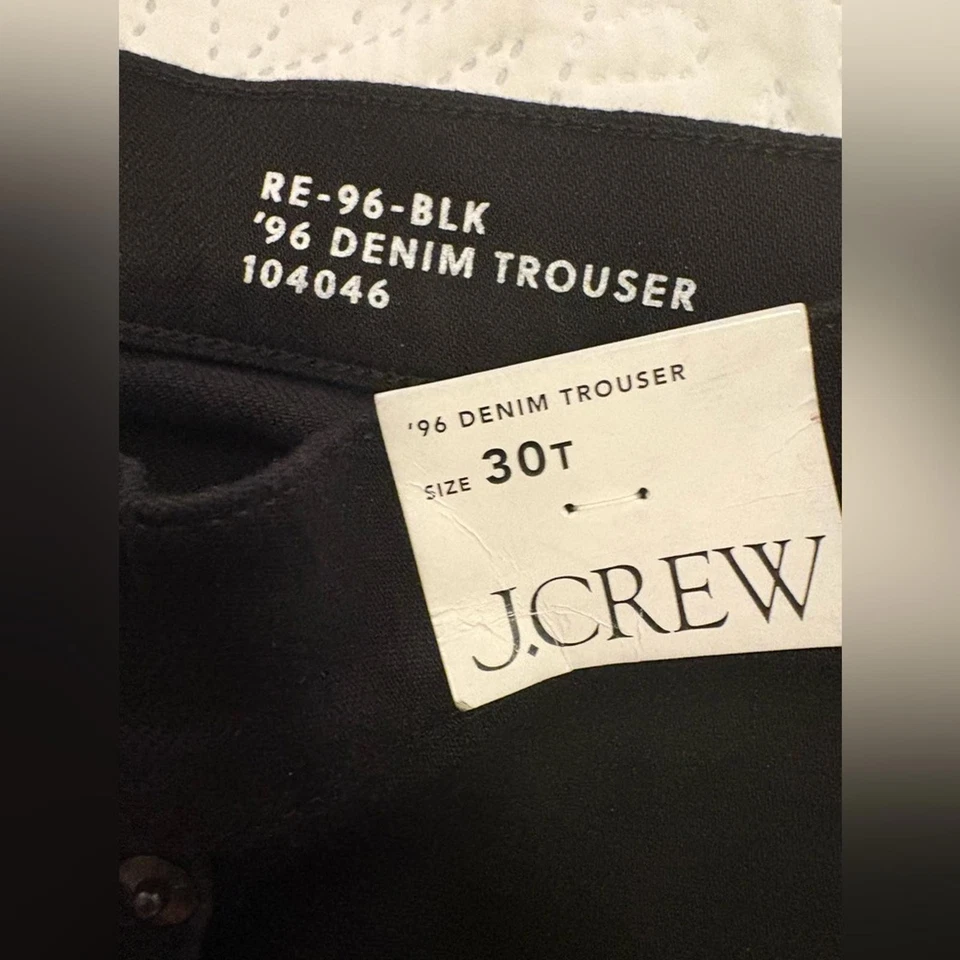 RE-96-BLK
'96 DENIM TROUSER
104046
'96 DENIM TROUSER
SIZE 30T
J.CREW